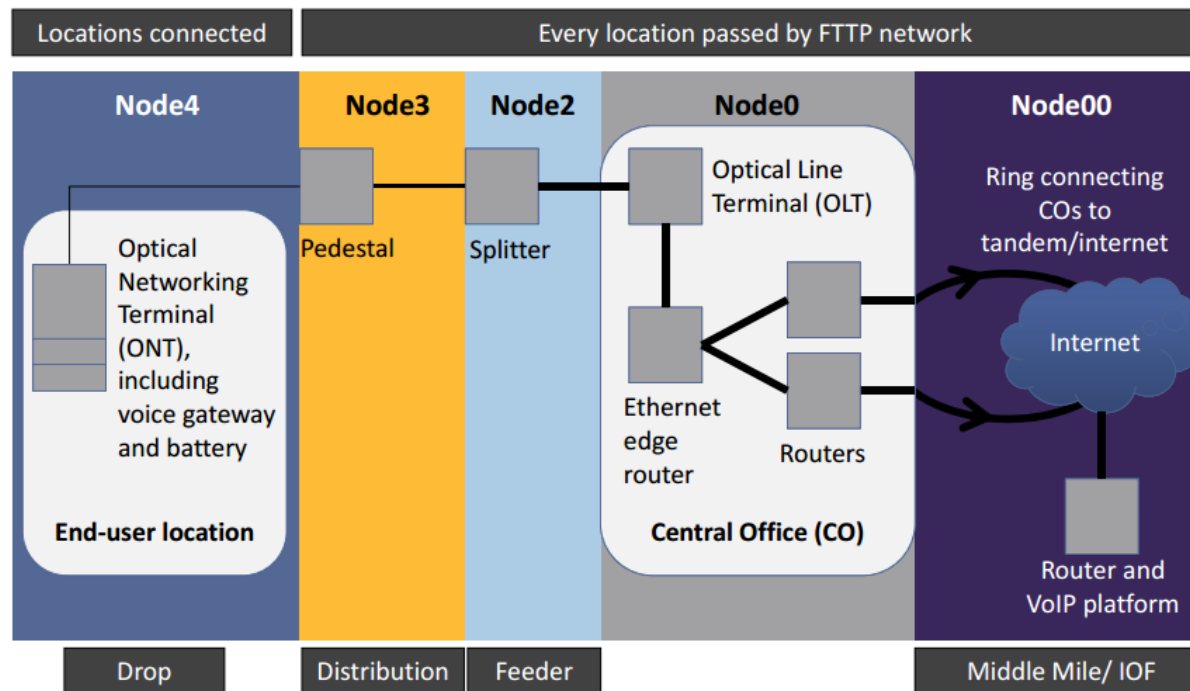 Locations connected
Every location passed by FTTP network
Node4
Node3
Node2
Node0
Node00
Optical
Networking
Terminal
(ONT),
including
voice gateway
and battery
End-user location
Pedestal
Splitter
Optical Line
Terminal (OLT)
Ethernet
edge
router
Routers
Central Office (CO)
Ring connecting
COs to
tandem/internet
Internet
Router and
VoIP platform
Drop
Distribution
Feeder
Middle Mile/ IOF